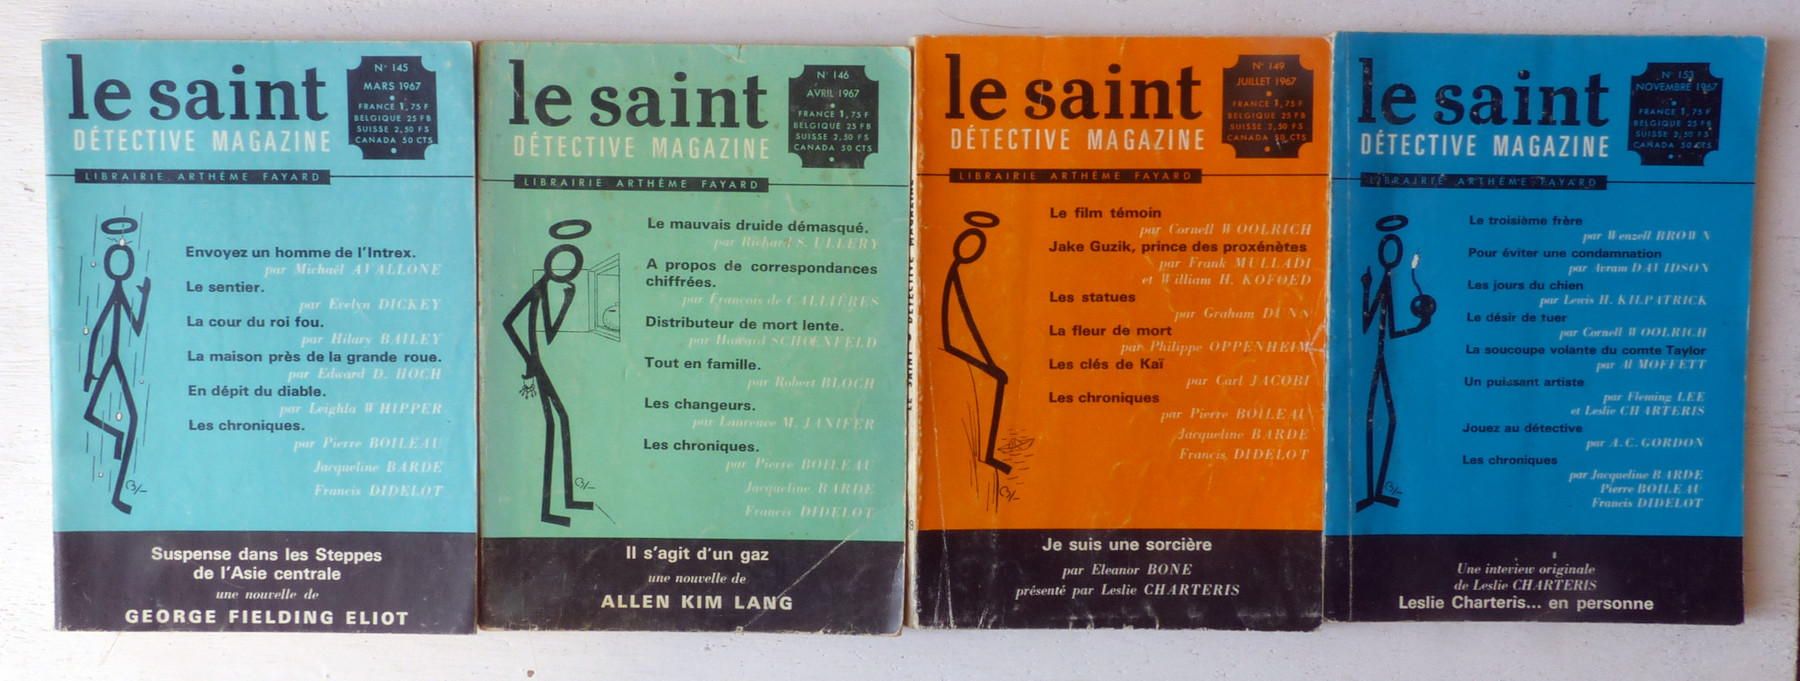 le saint
DÉTECTIVE MAGAZINE
N° 145
MARS 1967
FRANCE 1,75 F
BELGIQUE 25 FB
SUISSE 2,50 FS
CANADA 50 CTS
LIBRAIRIE ARTHÈME FAYARD
Envoyez un homme de l'Intrex.
par Michaël AVALLONE
Le sentier.
par Evelyn DICKEY
La cour du roi fou.
par Hilary BAILEY
La maison près de la grande roue.
par Edward D. HOCH
En dépit du diable.
par Leighla WHIPPER
Les chroniques.
par Pierre BOILEAU
Jacqueline BARDE
Francis DIDELOT
Suspense dans les Steppes
de l'Asie centrale
une nouvelle de
GEORGE FIELDING ELIOT
le saint
DÉTECTIVE MAGAZINE
N° 146
AVRIL 1967
FRANCE 1,75 F
BELGIQUE 25 FB
SUISSE 2,50 FS
CANADA 50 CTS
LIBRAIRIE ARTHÈME FAYARD
Le mauvais druide démasqué.
par Richard S. ULLERY
A propos de correspondances
chiffrées.
par François de CALLIÈRES
Distributeur de mort lente.
par Howard SCHOENFELD
Tout en famille.
par Robert BLOCH
Les changeurs.
par Laurence M. JANIFER
Les chroniques.
par Pierre BOILEAU
Jacqueline BARDE
Francis DIDELOT
Il s'agit d'un gaz
une nouvelle de
ALLEN KIM LANG
LE SAINT DÉTECTIVE MAGAZINE
le saint
DÉTECTIVE MAGAZINE
N° 149
JUILLET 1967
FRANCE 1,75 F
BELGIQUE 25 FB
SUISSE 2,50 FS
CANADA 50 CTS
LIBRAIRIE ARTHÈME FAYARD
Le film témoin
par Cornell WOOLRICH
Jake Guzik, prince des proxénètes
par Frank MULLADI
et William H. KOFOED
Les statues
par Graham DUNN
La fleur de mort
par Philippe OPPENHEIM
Les clés de Kaï
par Carl JACOBI
Les chroniques
par Pierre BOILEAU
Jacqueline BARDE
Francis DIDELOT
Je suis une sorcière
par Eleanor BONE
présenté par Leslie CHARTERIS
le saint
DÉTECTIVE MAGAZINE
N° 153
NOVEMBRE 1967
FRANCE 1,75 F
BELGIQUE 25 FB
SUISSE 2,50 FS
CANADA 50 CTS
LIBRAIRIE ARTHÈME FAYARD
Le troisième frère
par Wenzell BROWN
Pour éviter une condamnation
par Avram DAVIDSON
Les jours du chien
par Lewis H. KILPATRICK
Le désir de tuer
par Cornell WOOLRICH
La soucoupe volante du comte Taylor
par Al MOFFETT
Un puissant artiste
par Fleming LEE
et Leslie CHARTERIS
Jouez au détective
par A.C. GORDON
Les chroniques
par Jacqueline BARDE
Pierre BOILEAU
Francis DIDELOT
Une interview originale
de Leslie CHARTERIS
Leslie Charteris... en personne